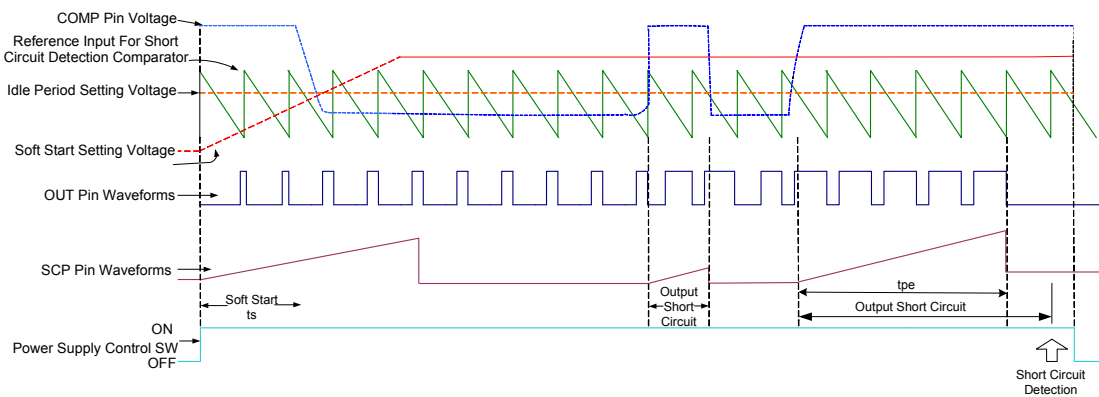 COMP Pin Voltage
Reference Input For Short
Circuit Detection Comparator
Idle Period Setting Voltage
Soft Start Setting Voltage
OUT Pin Waveforms
SCP Pin Waveforms
Soft Start
ts
Output
Short
Circuit
tpe
Output Short Circuit
ON
Power Supply Control SW
OFF
Short Circuit
Detection